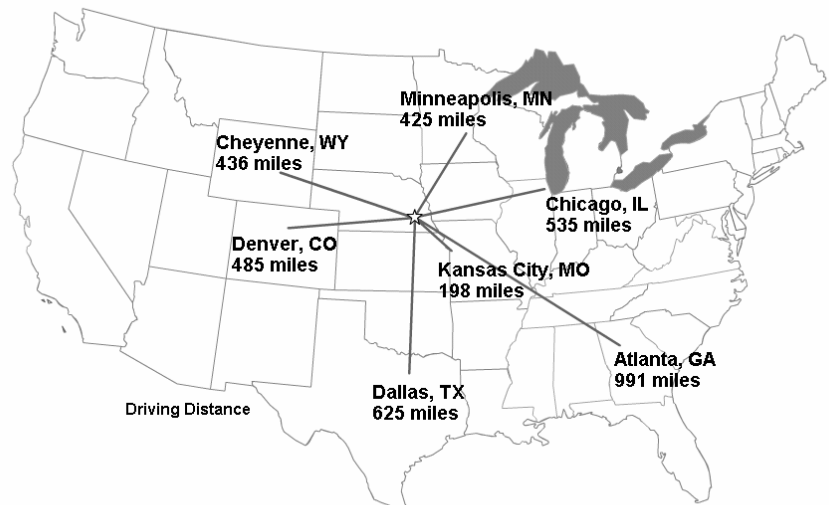 Minneapolis, MN
425 miles
Cheyenne, WY
436 miles
Chicago, IL
535 miles
Denver, CO
485 miles
Kansas City, MO
198 miles
Atlanta, GA
991 miles
Dallas, TX
625 miles
Driving Distance